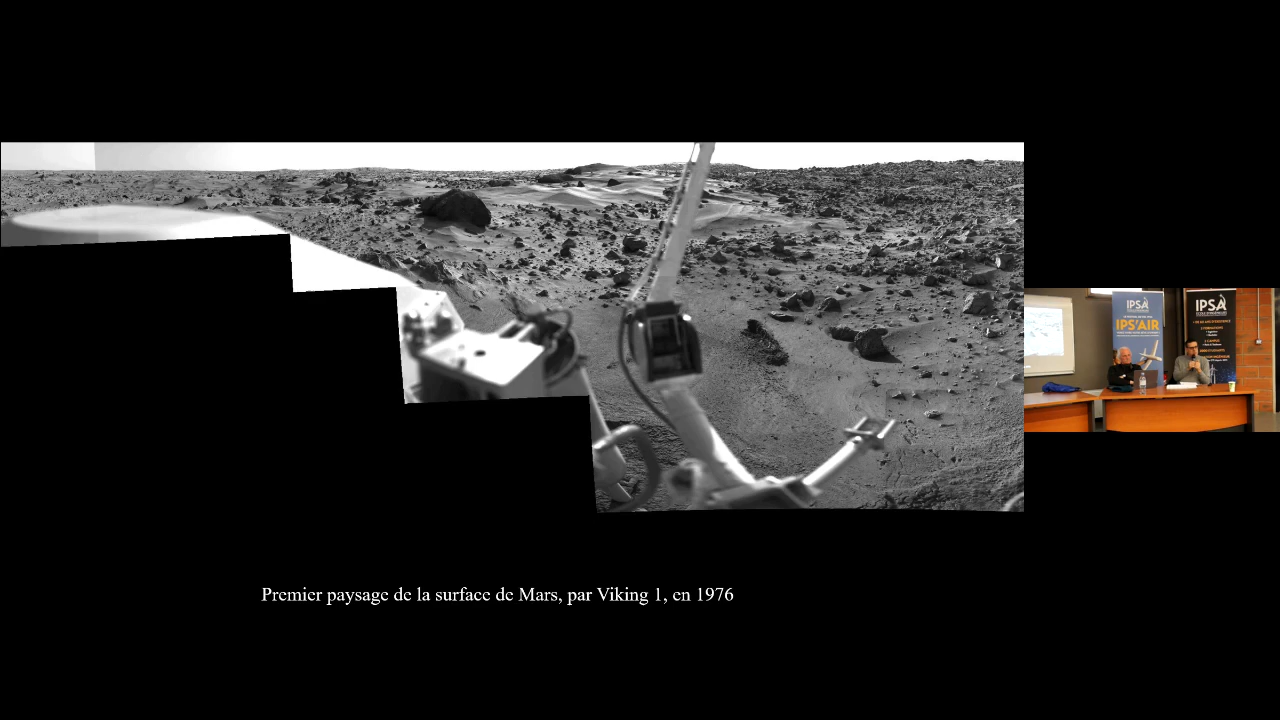 Premier paysage de la surface de Mars, par Viking 1, en 1976
IPSA
IPS'AIR
IPSA